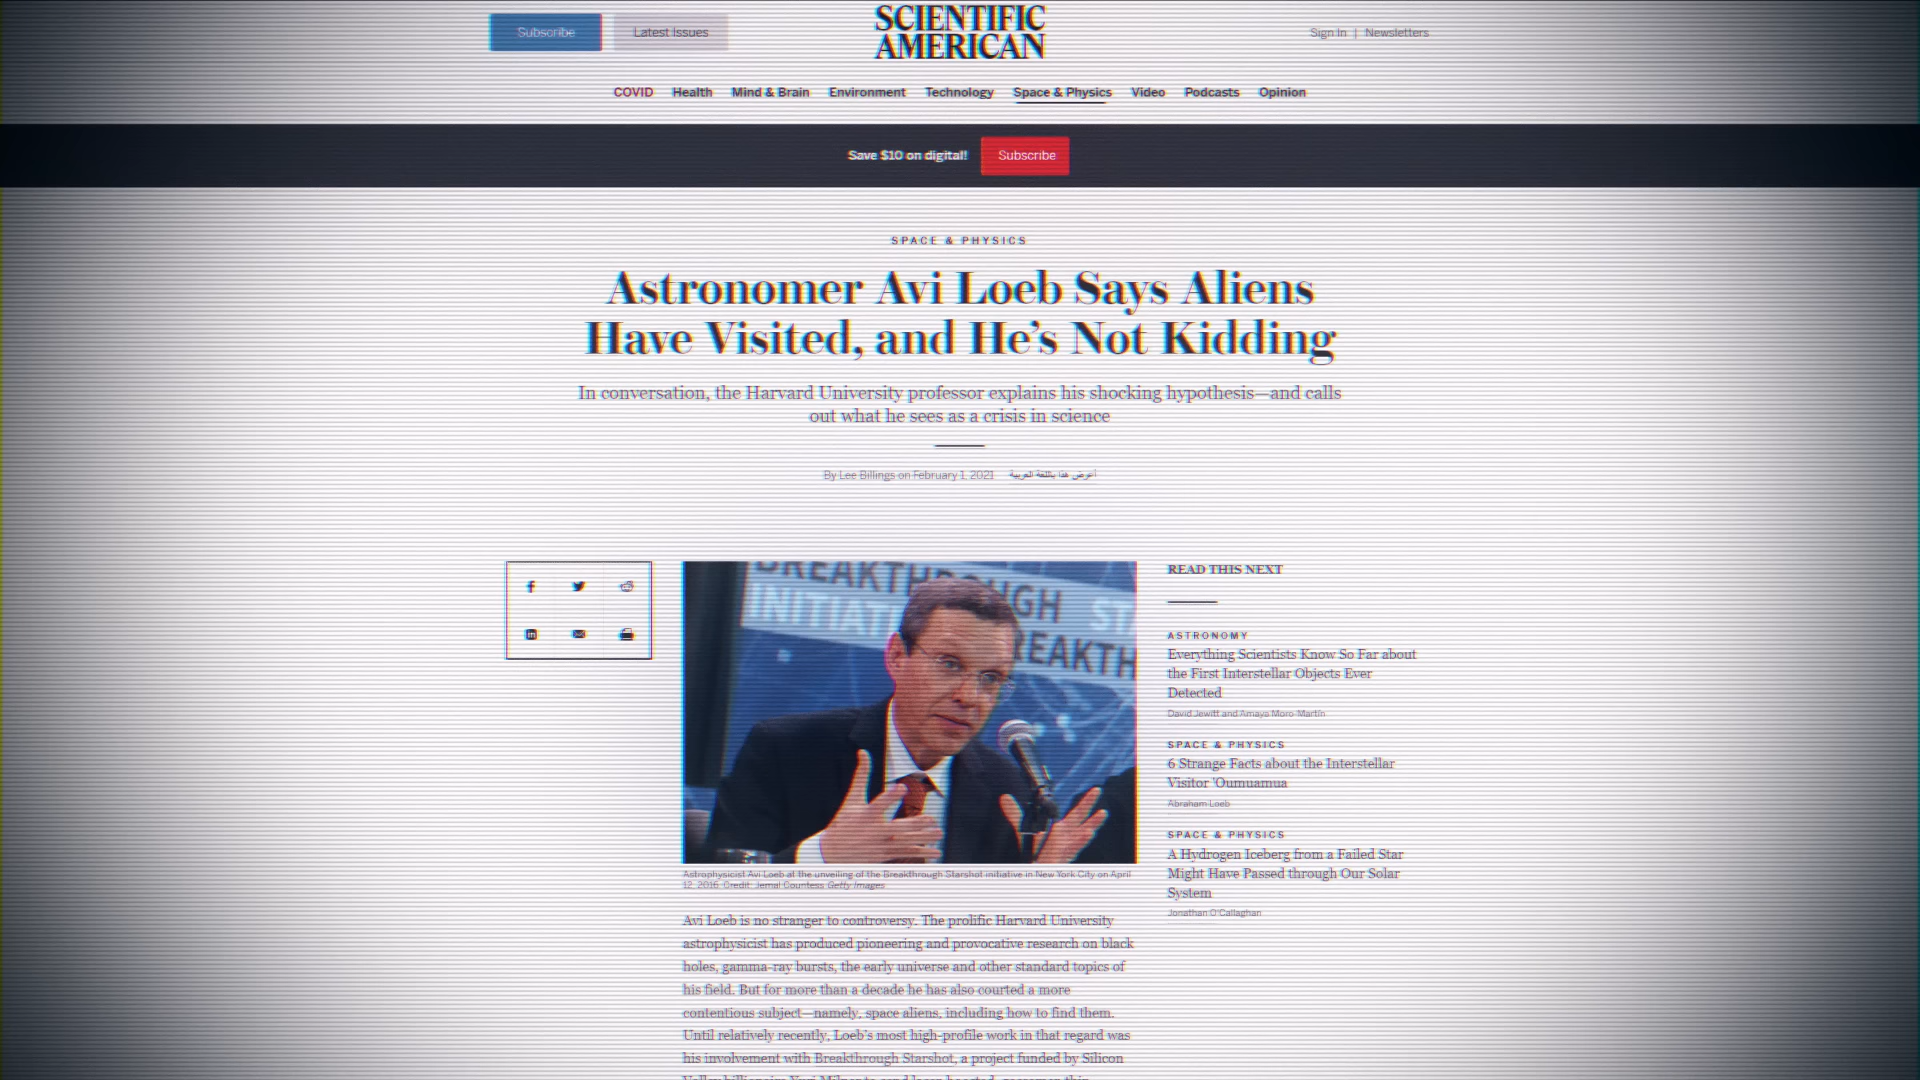 Subscribe
Latest Issues
SCIENTIFIC
AMERICAN
Sign In | Newsletters
COVID Health Mind & Brain Environment Technology Space & Physics Video Podcasts Opinion
Save $10 on digital! Subscribe
SPACE & PHYSICS
Astronomer Avi Loeb Says Aliens
Have Visited, and He’s Not Kidding
In conversation, the Harvard University professor explains his shocking hypothesis—and calls
out what he sees as a crisis in science
By Lee Billings on February 1, 2021 أعرض هذا باللغة العربية
BREAKTHROUGH
INITIATI
ST
BREAKTH
Astrophysicist Avi Loeb at the unveiling of the Breakthrough Starshot initiative in New York City on April
12, 2016. Credit: Jemal Countess Getty Images
Avi Loeb is no stranger to controversy. The prolific Harvard University
astrophysicist has produced pioneering and provocative research on black
holes, gamma-ray bursts, the early universe and other standard topics of
his field. But for more than a decade he has also courted a more
contentious subject—namely, space aliens, including how to find them.
Until relatively recently, Loeb’s most high-profile work in that regard was
his involvement with Breakthrough Starshot, a project funded by Silicon
READ THIS NEXT
ASTRONOMY
Everything Scientists Know So Far about
the First Interstellar Objects Ever
Detected
David Jewitt and Amaya Moro-Martín
SPACE & PHYSICS
6 Strange Facts about the Interstellar
Visitor 'Oumuamua
Abraham Loeb
SPACE & PHYSICS
A Hydrogen Iceberg from a Failed Star
Might Have Passed through Our Solar
System
Jonathan O'Callaghan